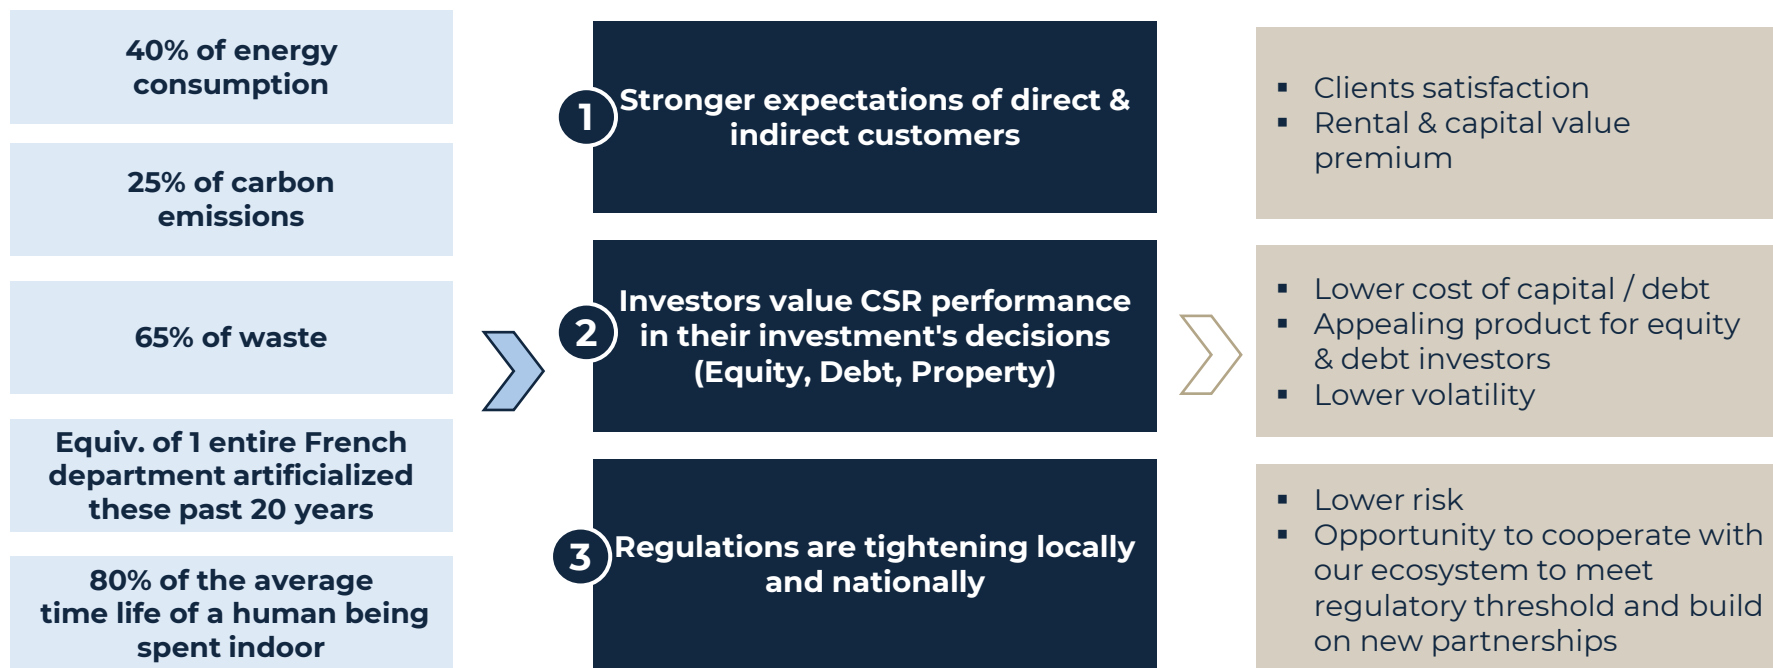 40% of energy
consumption
25% of carbon
emissions
65% of waste
Equiv. of 1 entire French
department artificialized
these past 20 years
80% of the average
time life of a human being
spent indoor
1
Stronger expectations of direct &
indirect customers
2
Investors value CSR performance
in their investment's decisions
(Equity, Debt, Property)
3
Regulations are tightening locally
and nationally
▪ Clients satisfaction
▪ Rental & capital value
premium
▪ Lower cost of capital / debt
▪ Appealing product for equity
& debt investors
▪ Lower volatility
▪ Lower risk
▪ Opportunity to cooperate with
our ecosystem to meet
regulatory threshold and build
on new partnerships